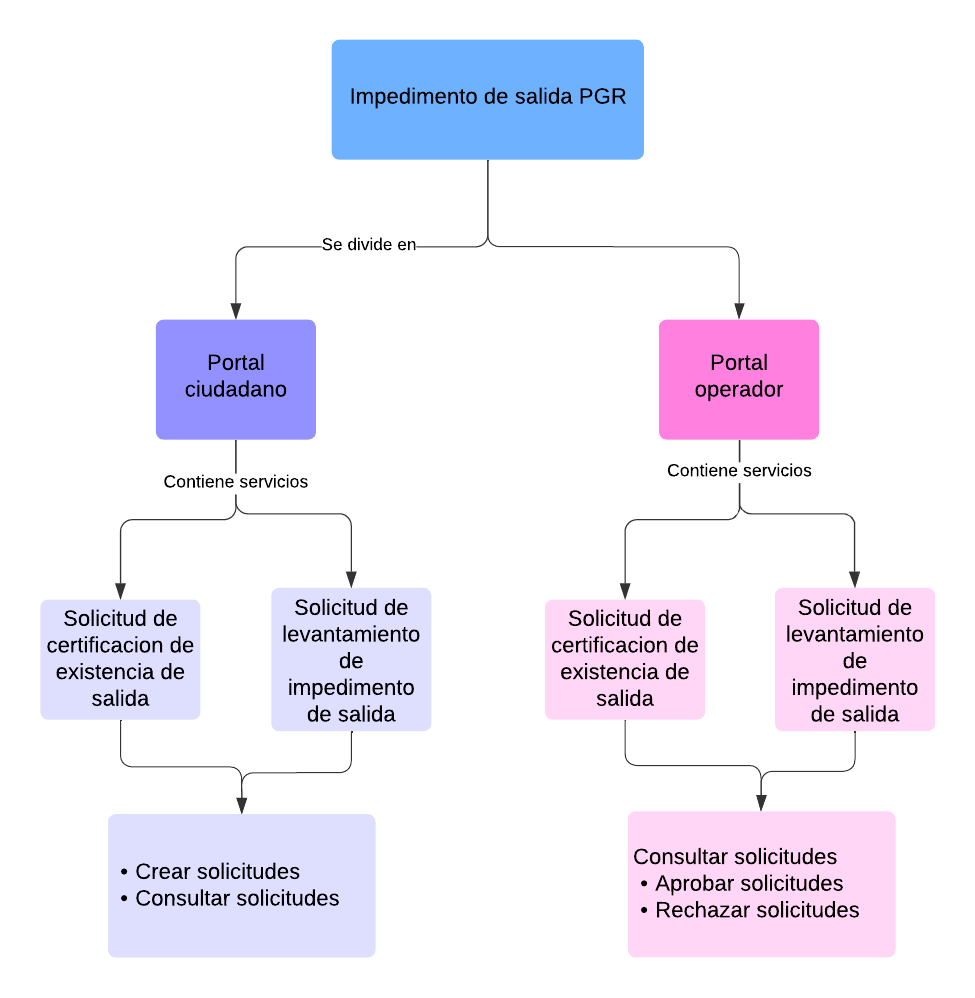 Impedimento de salida PGR
Se divide en
Portal
ciudadano
Portal
operador
Contiene servicios
Contiene servicios
Solicitud de
certificacion de
existencia de
salida
Solicitud de
levantamiento
de
impedimento
de salida
Solicitud de
certificacion de
existencia de
salida
Solicitud de
levantamiento
de
impedimento
de salida
• Crear solicitudes
• Consultar solicitudes
Consultar solicitudes
• Aprobar solicitudes
• Rechazar solicitudes